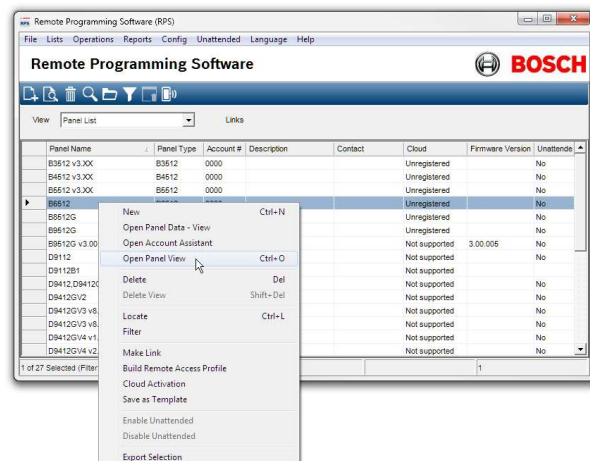 Remote Programming Software (RPS)
File Lists Operations Reports Config Unattended Language Help
Remote Programming Software
BOSCH
View Panel List Links
Panel Name Panel Type Account # Description Contact Cloud Firmware Version Unattende
B3512 v3.XX B3512 0000 Unregistered No
B4512 v3.XX B4512 0000 Unregistered No
B5512 v3.XX B5512 0000 Unregistered No
B6512 Unregistered No
B8512G Unregistered No
B9512G Unregistered No
B9512G v3.00 Not supported 3.00.005 No
D9112 Not supported No
D9112B1 Not supported
D9412,D9412G Not supported No
D9412GV2 Not supported No
D9412GV3 v8. Not supported No
D9412GV3 v8. Not supported No
D9412GV4 v1. Not supported No
D9412GV4 v2. Not supported No
1 of 27 Selected (Filter 1
New Ctrl+N
Open Panel Data - View
Open Account Assistant
Open Panel View Ctrl+O
Delete Del
Delete View Shift+Del
Locate Ctrl+L
Filter
Make Link
Build Remote Access Profile
Cloud Activation
Save as Template
Enable Unattended
Disable Unattended
Export Selection